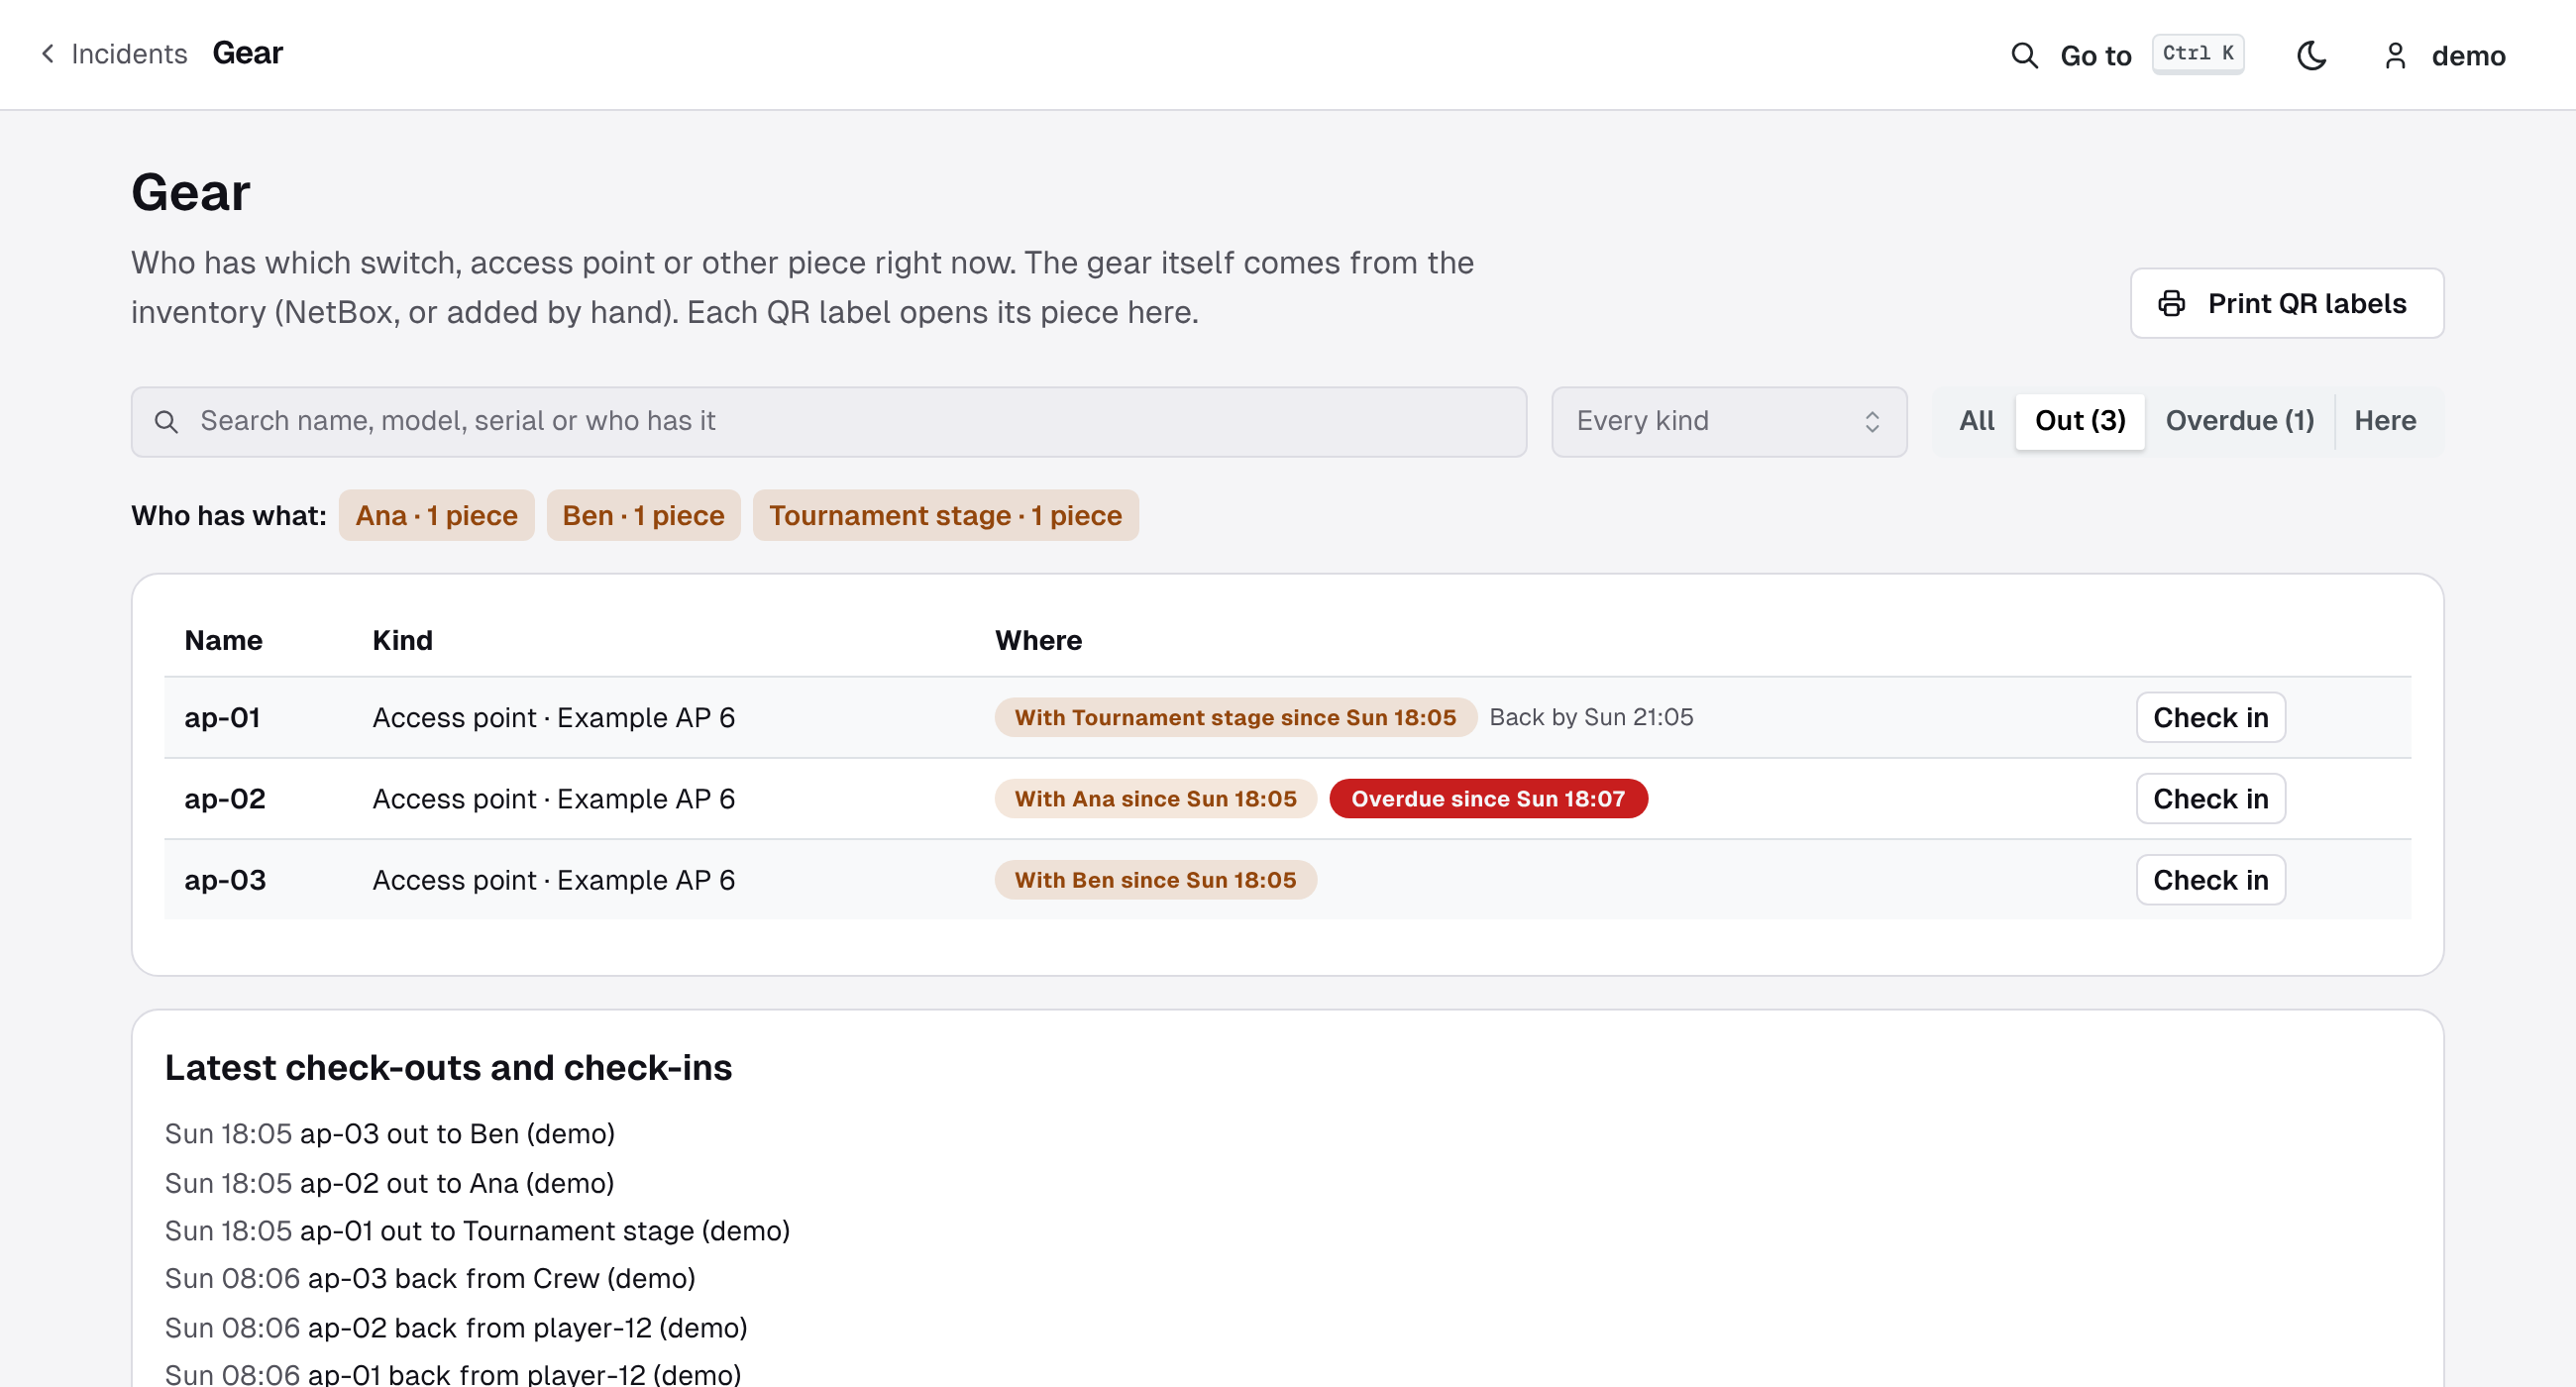 Incidents Gear
Go to Ctrl K demo
Gear
Who has which switch, access point or other piece right now. The gear itself comes from the
inventory (NetBox, or added by hand). Each QR label opens its piece here.
Print QR labels
Search name, model, serial or who has it
Every kind
All Out (3) Overdue (1) Here
Who has what: Ana · 1 piece Ben · 1 piece Tournament stage · 1 piece
Name Kind Where
ap-01 Access point · Example AP 6 With Tournament stage since Sun 18:05 Back by Sun 21:05 Check in
ap-02 Access point · Example AP 6 With Ana since Sun 18:05 Overdue since Sun 18:07 Check in
ap-03 Access point · Example AP 6 With Ben since Sun 18:05 Check in
Latest check-outs and check-ins
Sun 18:05 ap-03 out to Ben (demo)
Sun 18:05 ap-02 out to Ana (demo)
Sun 18:05 ap-01 out to Tournament stage (demo)
Sun 08:06 ap-03 back from Crew (demo)
Sun 08:06 ap-02 back from player-12 (demo)
Sun 08:06 ap-01 back from player-12 (demo)